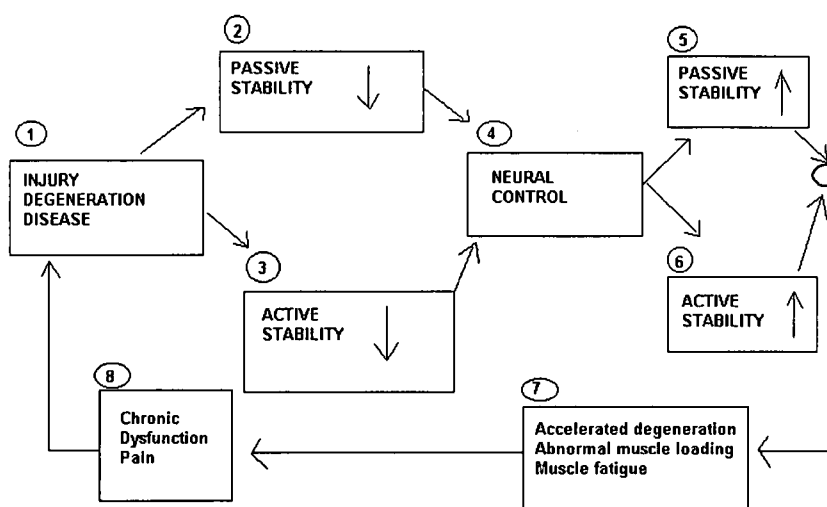 1
INJURY
DEGENERATION
DISEASE
2
PASSIVE
STABILITY
3
ACTIVE
STABILITY
4
NEURAL
CONTROL
5
PASSIVE
STABILITY
6
ACTIVE
STABILITY
7
Accelerated degeneration
Abnormal muscle loading
Muscle fatigue
8
Chronic
Dysfunction
Pain